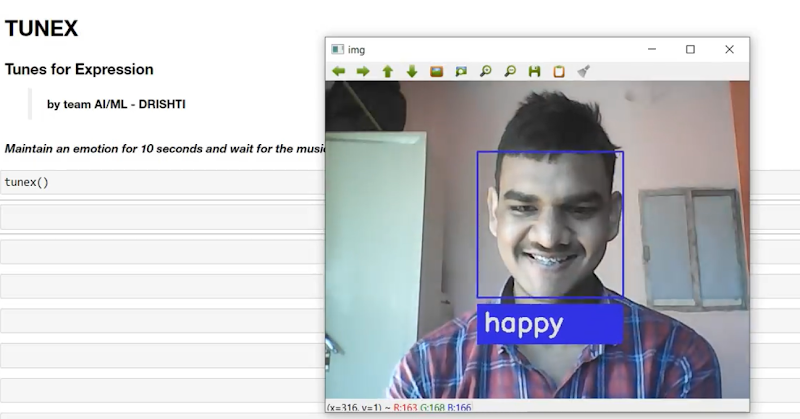 TUNEX
Tunes for Expression
by team AI/ML - DRISHTI
Maintain an emotion for 10 seconds and wait for the music
tunex()
img
happy
(x=316, y=1) ~ R:163 G:168 B:166